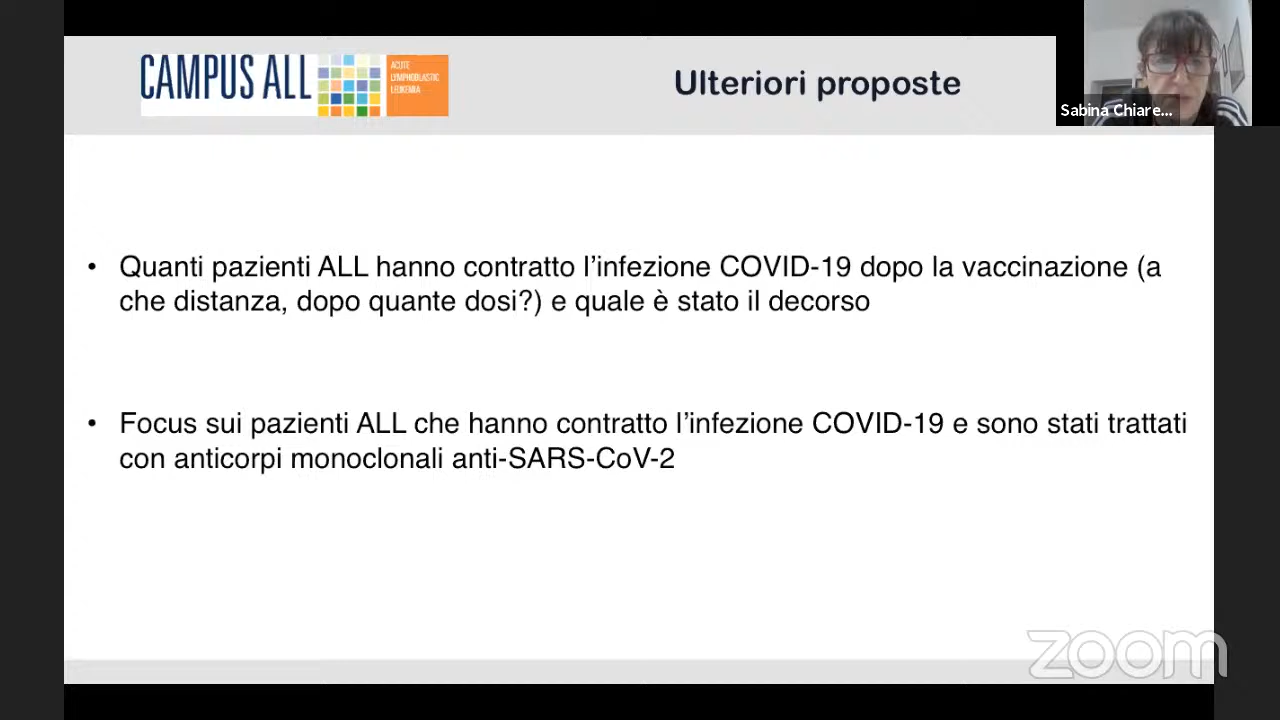 CAMPUS ALL
ACUTE
LYMPHOBLASTIC
LEUKEMIA
Ulteriori proposte
Sabina Chiare...
• Quanti pazienti ALL hanno contratto l’infezione COVID-19 dopo la vaccinazione (a
che distanza, dopo quante dosi?) e quale è stato il decorso
• Focus sui pazienti ALL che hanno contratto l’infezione COVID-19 e sono stati trattati
con anticorpi monoclonali anti-SARS-CoV-2
zoom